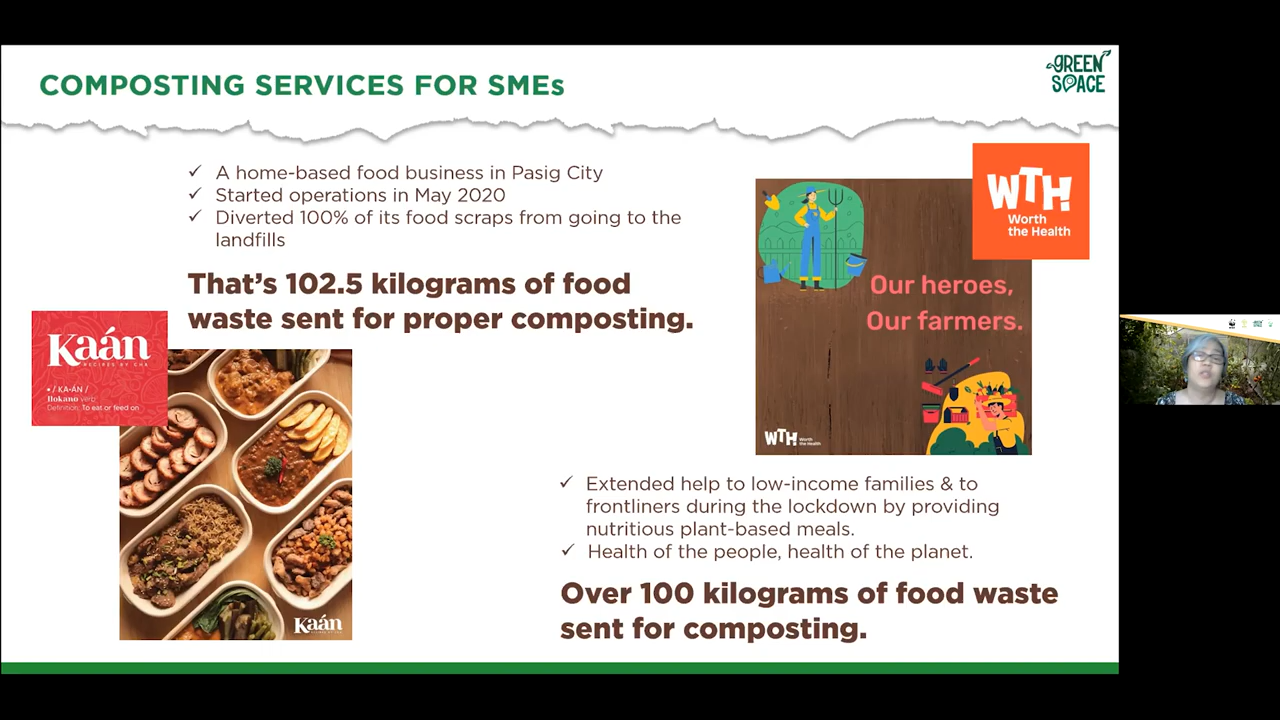 COMPOSTING SERVICES FOR SMEs
GREEN
SPACE
✓ A home-based food business in Pasig City
✓ Started operations in May 2020
✓ Diverted 100% of its food scraps from going to the
landfills
That's 102.5 kilograms of food
waste sent for proper composting.
Kaán
RECIPES BY CHA
• / KA-ÁN /
Ilokano verb
Definition: To eat or feed on
Kaán
WTH!
Worth
the Health
Our heroes,
Our farmers.
WTH!
Worth
the Health
✓ Extended help to low-income families & to
frontliners during the lockdown by providing
nutritious plant-based meals.
✓ Health of the people, health of the planet.
Over 100 kilograms of food waste
sent for composting.